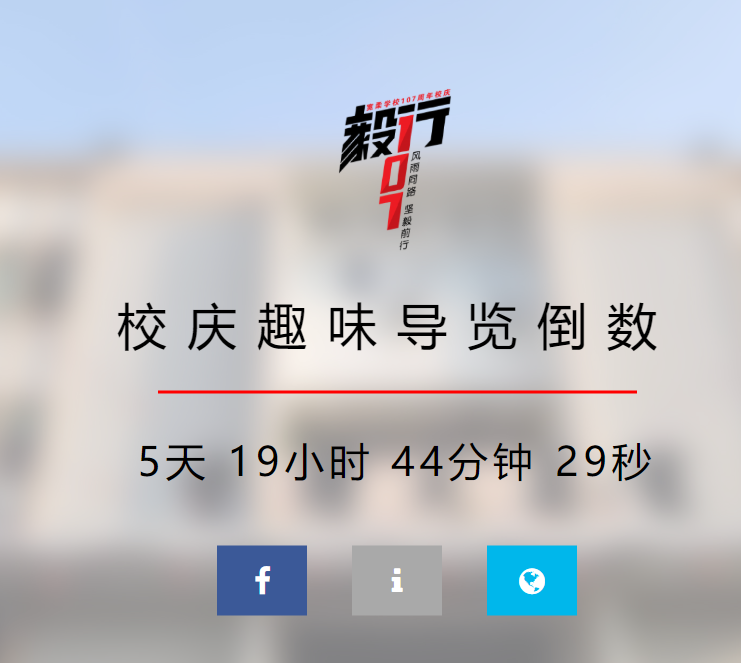 宽柔学校107周年校庆
毅行
107
风雨同路 坚毅前行
校庆趣味导览倒数
5天 19小时 44分钟 29秒